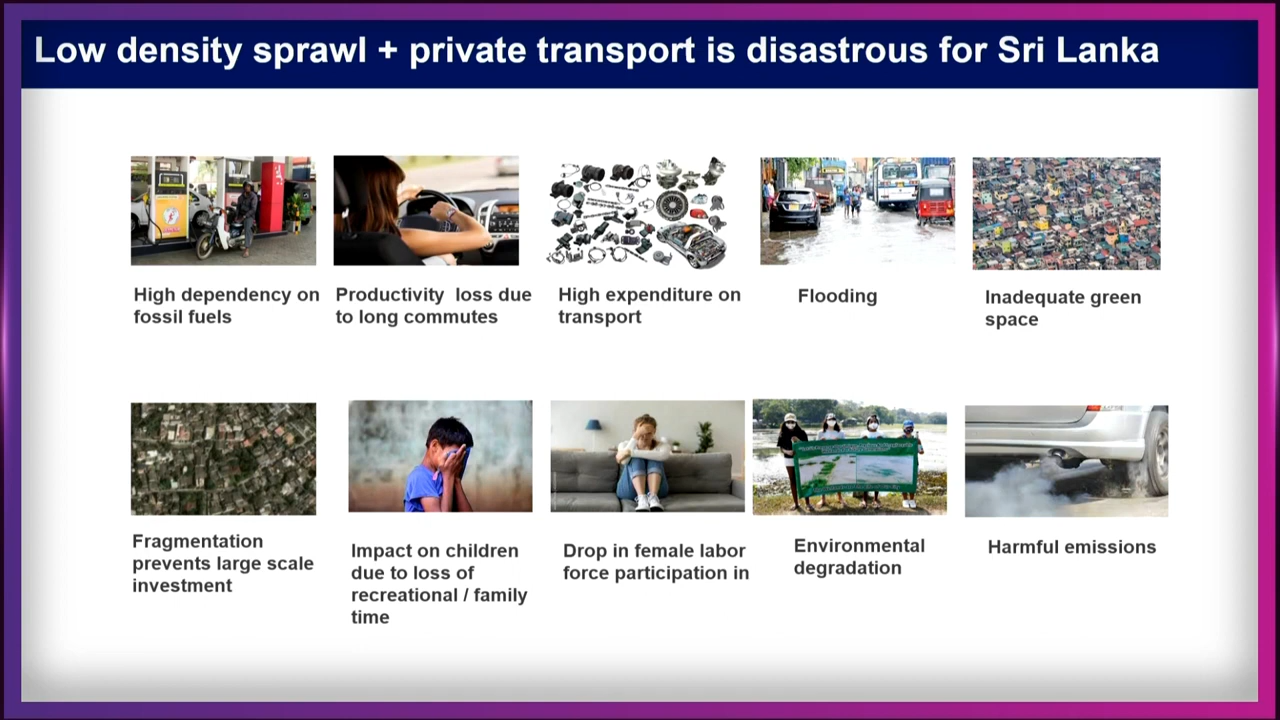 Low density sprawl + private transport is disastrous for Sri Lanka
High dependency on
fossil fuels
Productivity loss due
to long commutes
High expenditure on
transport
Flooding
Inadequate green
space
Fragmentation
prevents large scale
investment
Impact on children
due to loss of
recreational / family
time
Drop in female labor
force participation in
Environmental
degradation
Harmful emissions